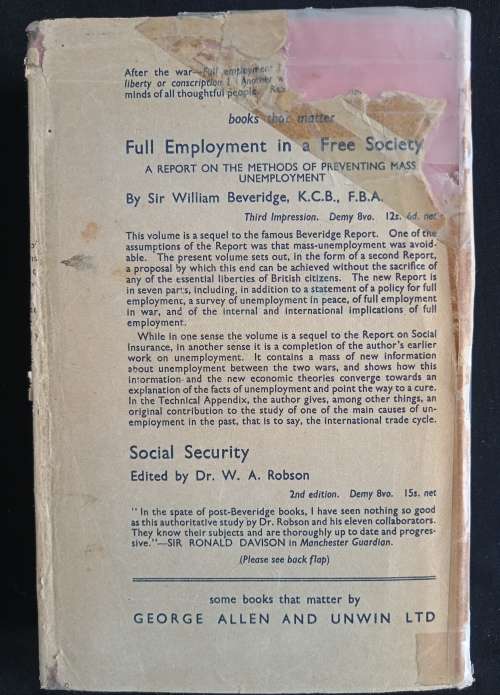 After the war—Full employment ?
liberty or conscription ? Another w
minds of all thoughtful people.
books that matter
Full Employment in a Free Society
A REPORT ON THE METHODS OF PREVENTING MASS
UNEMPLOYMENT
By Sir William Beveridge, K.C.B., F.B.A.
Third Impression. Demy 8vo. 12s. 6d. net
This volume is a sequel to the famous Beveridge Report. One of the
assumptions of the Report was that mass-unemployment was avoid-
able. The present volume sets out, in the form of a second Report,
a proposal by which this end can be achieved without the sacrifice of
any of the essential liberties of British citizens. The new Report is
in seven parts, including, in addition to a statement of a policy for full
employment, a survey of unemployment in peace, of full employment
in war, and of the internal and international implications of full
employment.
While in one sense the volume is a sequel to the Report on Social
Insurance, in another sense it is a completion of the author's earlier
work on unemployment. It contains a mass of new information
about unemployment between the two wars, and shows how this
information and the new economic theories converge towards an
explanation of the facts of unemployment and point the way to a cure.
In the Technical Appendix, the author gives, among other things, an
original contribution to the study of one of the main causes of un-
employment in the past, that is to say, the international trade cycle.
Social Security
Edited by Dr. W. A. Robson
2nd edition. Demy 8vo. 15s. net
" In the spate of post-Beveridge books, I have seen nothing so good
as this authoritative study by Dr. Robson and his eleven collaborators.
They know their subjects and are thoroughly up to date and progres-
sive."—SIR RONALD DAVISON in Manchester Guardian.
(Please see back flap)
some books that matter by
GEORGE ALLEN AND UNWIN LTD